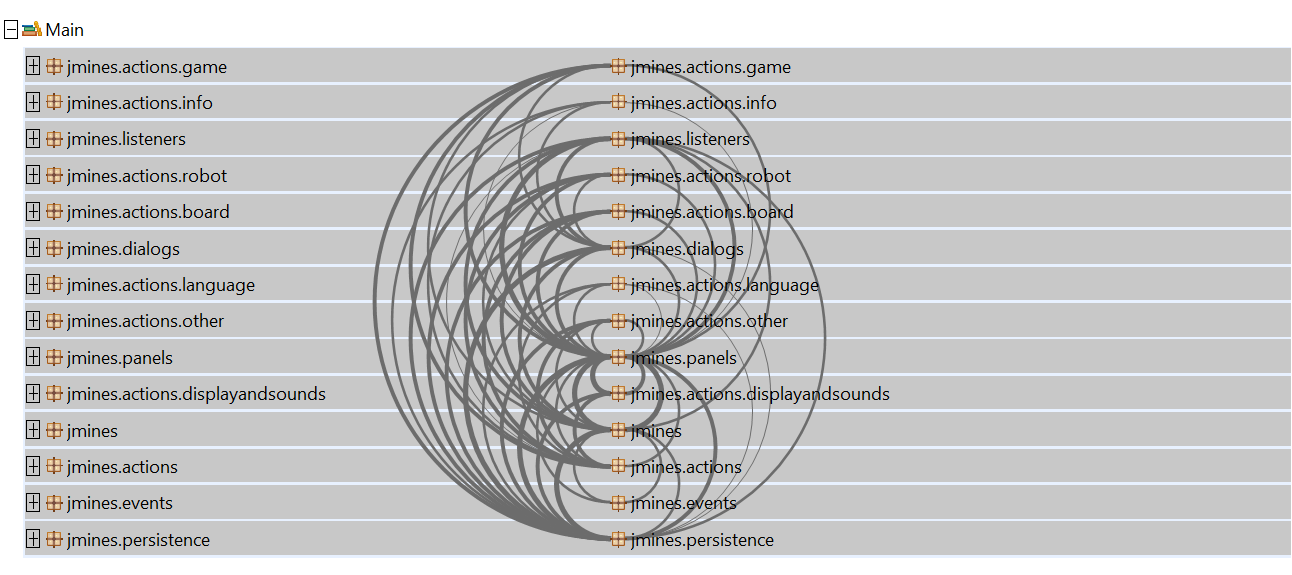 Main
jmines.actions.game jmines.actions.game
jmines.actions.info jmines.actions.info
jmines.listeners jmines.listeners
jmines.actions.robot jmines.actions.robot
jmines.actions.board jmines.actions.board
jmines.dialogs jmines.dialogs
jmines.actions.language jmines.actions.language
jmines.actions.other jmines.actions.other
jmines.panels jmines.panels
jmines.actions.displayandsounds jmines.actions.displayandsounds
jmines jmines
jmines.actions jmines.actions
jmines.events jmines.events
jmines.persistence jmines.persistence